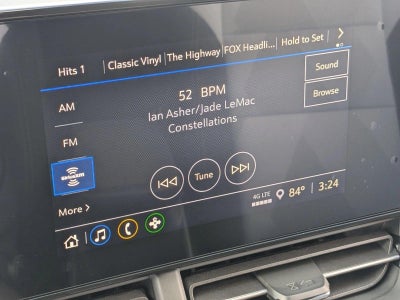 Hits 1 Classic Vinyl The Highway FOX Headli... Hold to Set
AM
52 BPM
Sound
Ian Asher/Jade LeMac
Browse
Constellations
FM
SiriusXM
Tune
More
4G LTE
84° 3:24